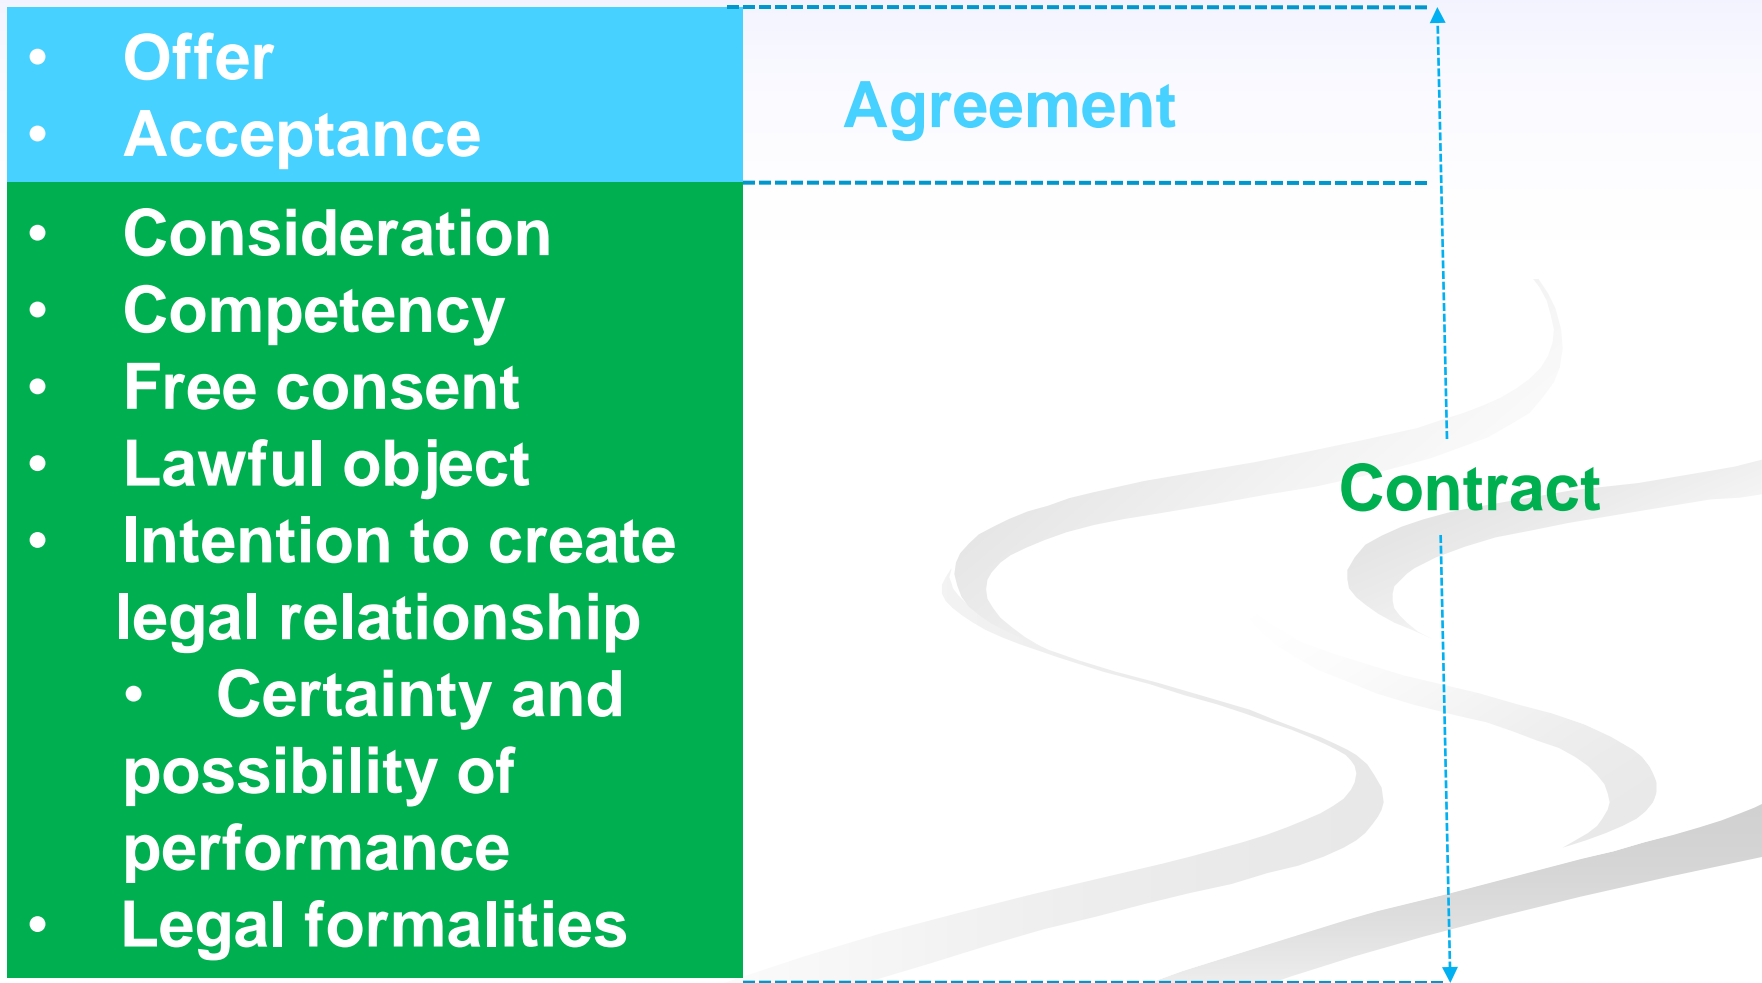 • Offer
• Acceptance
Agreement
• Consideration
• Competency
• Free consent
• Lawful object
• Intention to create
legal relationship
• Certainty and
possibility of
performance
• Legal formalities
Contract